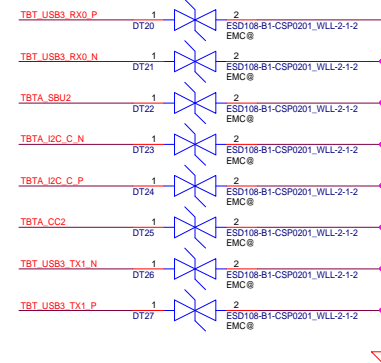 TBT_USB3_RX0_P 1 2
DT20 ESD108-B1-CSP0201_WLL-2-1-2
EMC@
TBT_USB3_RX0_N 1 2
DT21 ESD108-B1-CSP0201_WLL-2-1-2
EMC@
TBTA_SBU2 1 2
DT22 ESD108-B1-CSP0201_WLL-2-1-2
EMC@
TBTA_I2C_C_N 1 2
DT23 ESD108-B1-CSP0201_WLL-2-1-2
EMC@
TBTA_I2C_C_P 1 2
DT24 ESD108-B1-CSP0201_WLL-2-1-2
EMC@
TBTA_CC2 1 2
DT25 ESD108-B1-CSP0201_WLL-2-1-2
EMC@
TBT_USB3_TX1_N 1 2
DT26 ESD108-B1-CSP0201_WLL-2-1-2
EMC@
TBT_USB3_TX1_P 1 2
DT27 ESD108-B1-CSP0201_WLL-2-1-2
EMC@